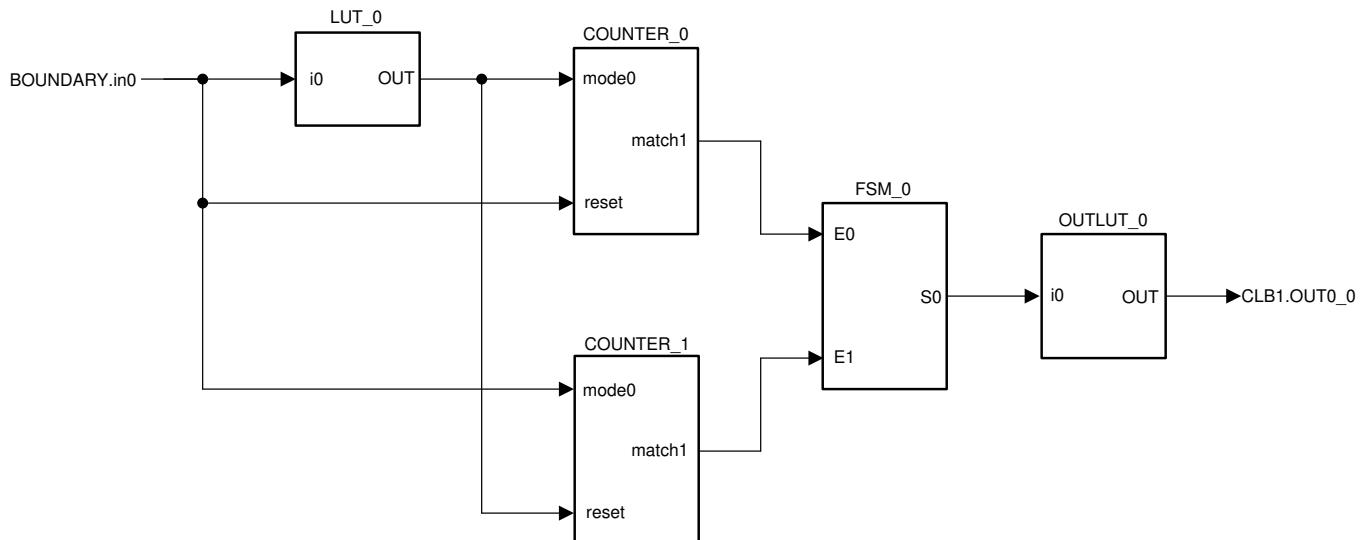 LUT_0
COUNTER_0
BOUNDARY.in0
i0
OUT
mode0
match1
reset
FSM_0
E0
S0
E1
OUTLUT_0
i0
OUT
CLB1.OUT0_0
COUNTER_1
mode0
match1
reset